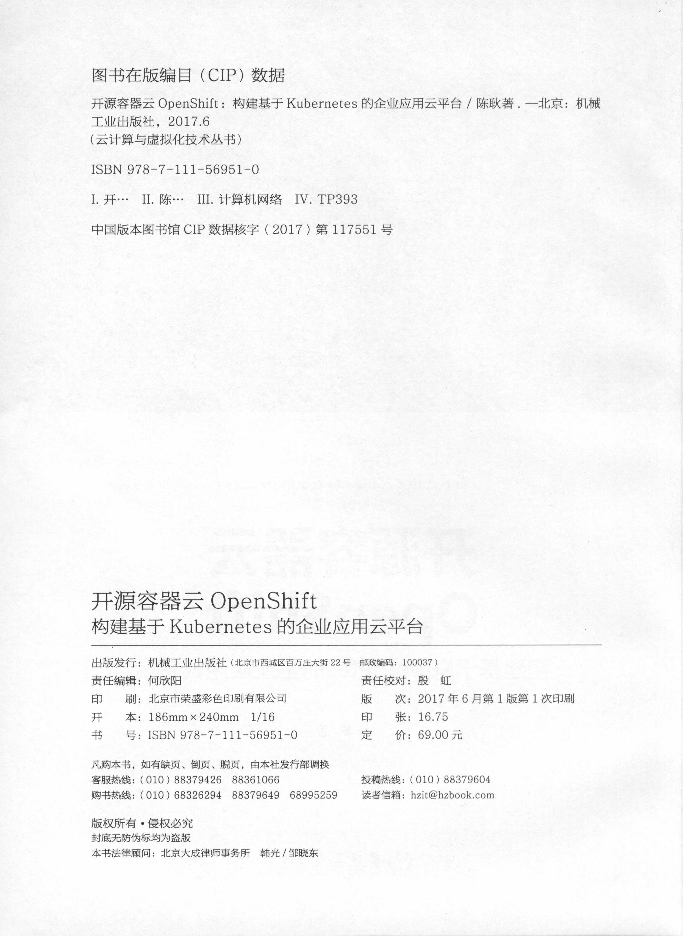 图书在版编目（CIP）数据
开源容器云 OpenShift：构建基于 Kubernetes 的企业应用云平台 / 陈耿著．—北京：机械
工业出版社，2017.6
（云计算与虚拟化技术丛书）
ISBN 978-7-111-56951-0
I. 开… II. 陈… III. 计算机网络 IV. TP393
中国版本图书馆 CIP 数据核字（2017）第 117551 号
开源容器云 OpenShift
构建基于 Kubernetes 的企业应用云平台
出版发行：机械工业出版社（北京市西城区百万庄大街 22 号 邮政编码：100037）
责任编辑：何欣阳 责任校对：殷 虹
印 刷：北京市荣盛彩色印刷有限公司 版 次：2017 年 6 月第 1 版第 1 次印刷
开 本：186mm×240mm 1/16 印 张：16.75
书 号：ISBN 978-7-111-56951-0 定 价：69.00 元
凡购本书，如有缺页、倒页、脱页，由本社发行部调换
客服热线：（010）88379426 88361066 投稿热线：（010）88379604
购书热线：（010）68326294 88379649 68995259 读者信箱：hzit@hzbook.com
版权所有・侵权必究
封底无防伪标均为盗版
本书法律顾问：北京大成律师事务所 韩光 / 邹晓东